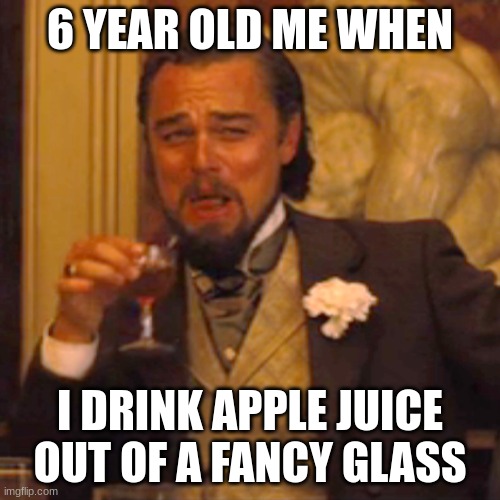 6 YEAR OLD ME WHEN
I DRINK APPLE JUICE
OUT OF A FANCY GLASS
imgflip.com